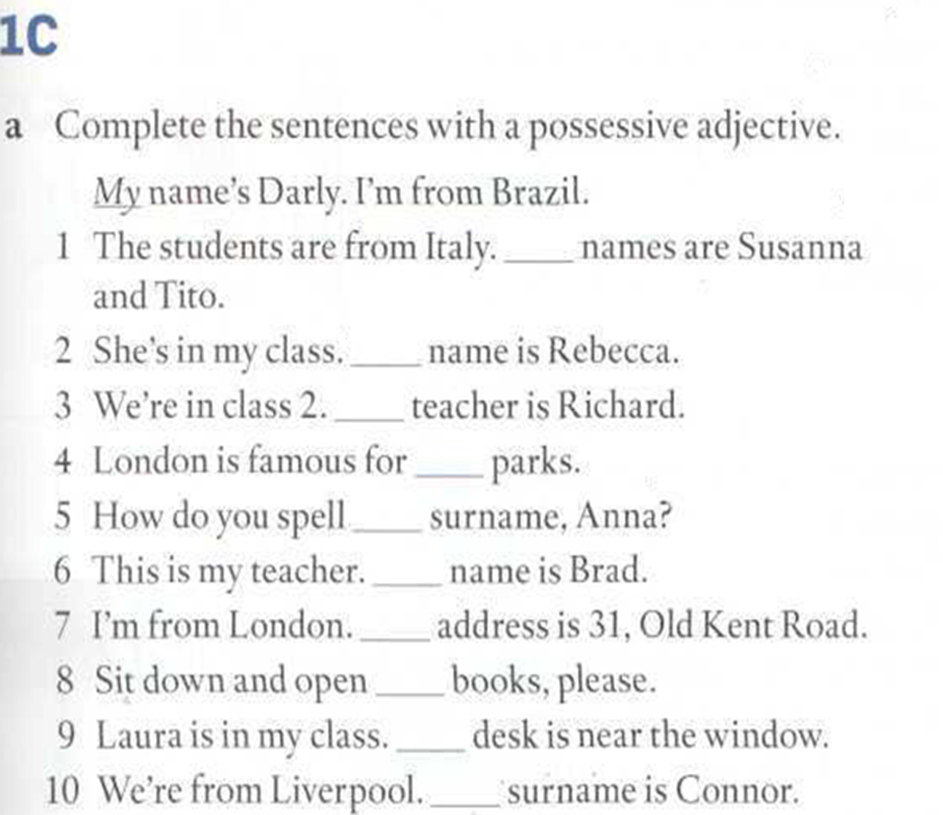 1C
a Complete the sentences with a possessive adjective.
My name's Darly. I'm from Brazil.
1 The students are from Italy. ____ names are Susanna
and Tito.
2 She's in my class. ____ name is Rebecca.
3 We're in class 2. ____ teacher is Richard.
4 London is famous for ____ parks.
5 How do you spell ____ surname, Anna?
6 This is my teacher. ____ name is Brad.
7 I'm from London. ____ address is 31, Old Kent Road.
8 Sit down and open ____ books, please.
9 Laura is in my class. ____ desk is near the window.
10 We're from Liverpool. ____ surname is Connor.